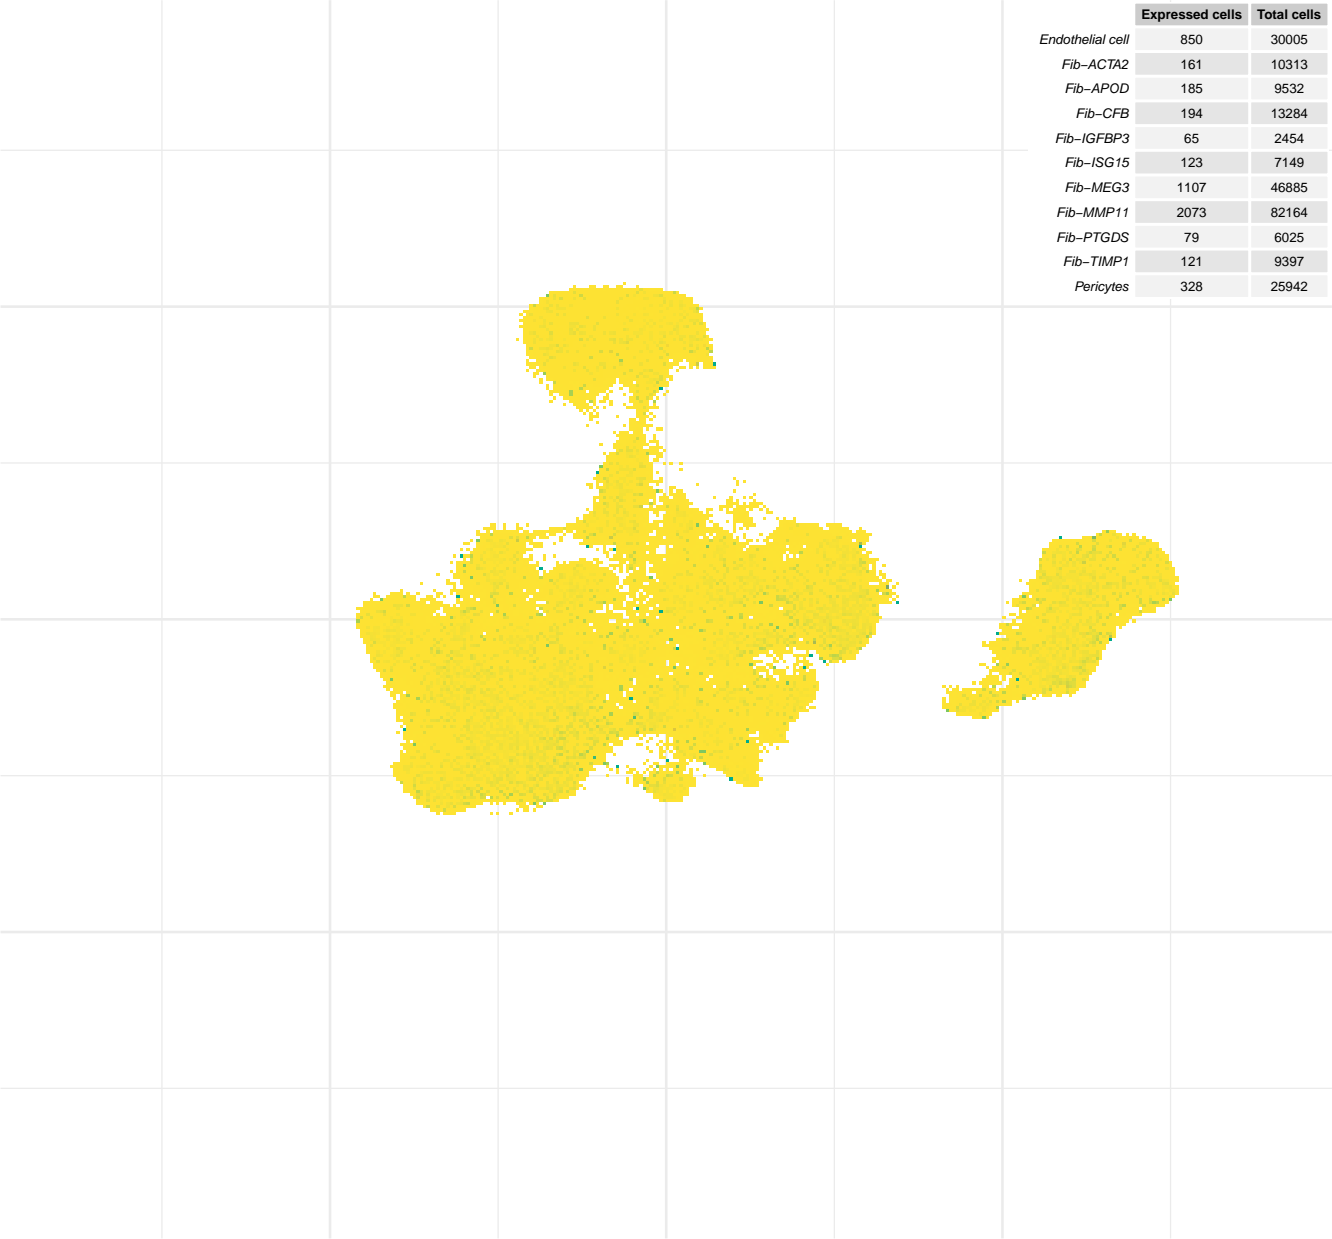 Expressed cells Total cells
Endothelial cell 850 30005
Fib−ACTA2 161 10313
Fib−APOD 185 9532
Fib−CFB 194 13284
Fib−IGFBP3 65 2454
Fib−ISG15 123 7149
Fib−MEG3 1107 46885
Fib−MMP11 2073 82164
Fib−PTGDS 79 6025
Fib−TIMP1 121 9397
Pericytes 328 25942